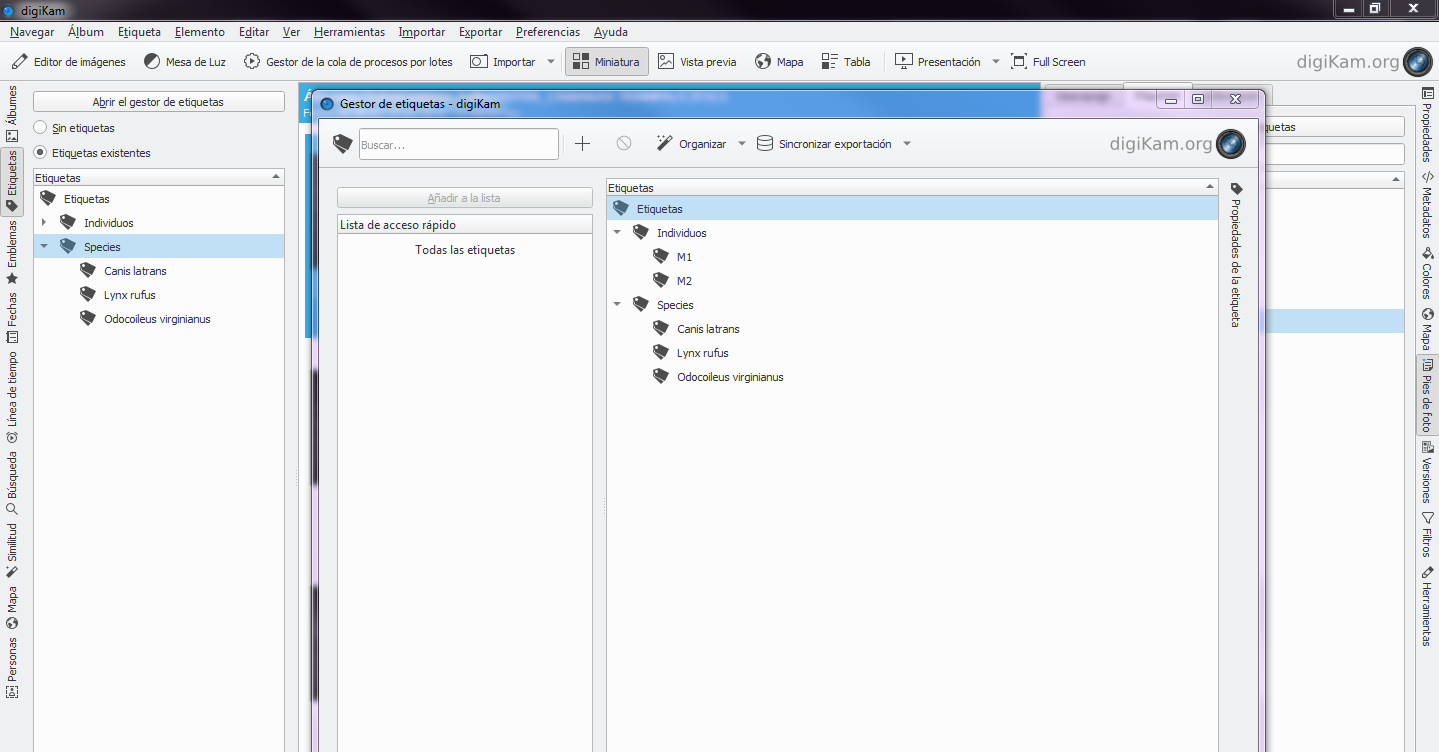 digiKam
Navegar Álbum Etiqueta Elemento Editar Ver Herramientas Importar Exportar Preferencias Ayuda
Editor de imágenes Mesa de Luz Gestor de la cola de procesos por lotes Importar Miniatura Vista previa Mapa Tabla Presentación Full Screen digiKam.org
Álbumes
Etiquetas
Emblemas
Fechas
Línea de tiempo
Búsqueda
Similitud
Mapa
Personas
Abrir el gestor de etiquetas
Sin etiquetas
Etiquetas existentes
Etiquetas
Etiquetas
Individuos
Species
Canis latrans
Lynx rufus
Odocoileus virginianus
Gestor de etiquetas - digiKam
Buscar... Organizar Sincronizar exportación digiKam.org
Añadir a la lista
Lista de acceso rápido
Todas las etiquetas
Etiquetas
Etiquetas
Individuos
M1
M2
Species
Canis latrans
Lynx rufus
Odocoileus virginianus
Propiedades de la etiqueta
quetas
Propiedades
Metadatos
Colores
Mapa
Pies de foto
Versiones
Filtros
Herramientas